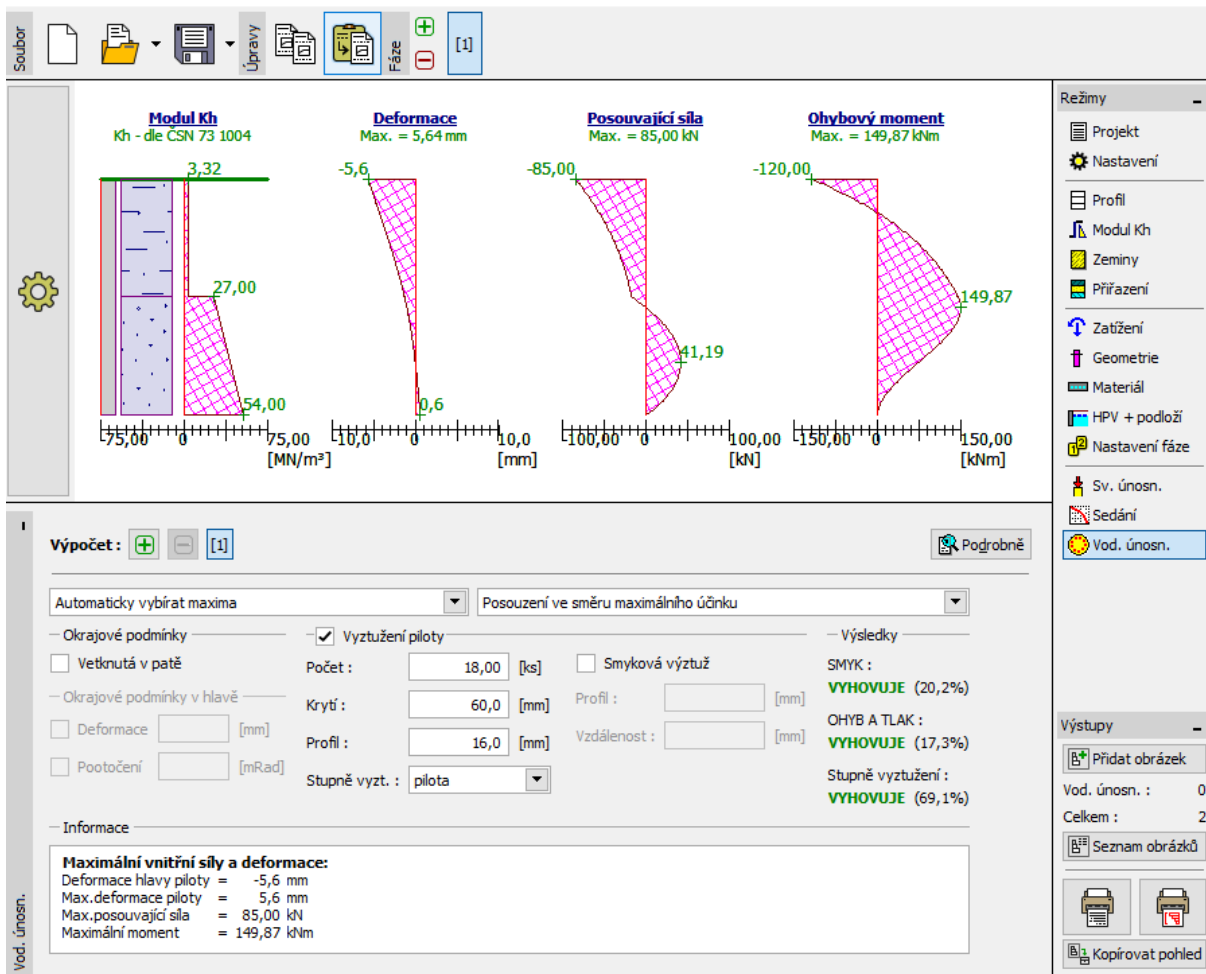 Soubor
Úpravy
Fáze
[1]
Modul Kh
Kh - dle ČSN 73 1004
3,32
27,00
54,00
-75,00 0 75,00
[MN/m³]
Deformace
Max. = 5,64 mm
-5,6
0,6
-10,0 0 10,0
[mm]
Posouvající síla
Max. = 85,00 kN
-85,00
41,19
-100,00 0 100,00
[kN]
Ohybový moment
Max. = 149,87 kNm
-120,00
149,87
-150,00 0 150,00
[kNm]
Režimy
Projekt
Nastavení
Profil
Modul Kh
Zeminy
Přiřazení
Zatížení
Geometrie
Materiál
HPV + podloží
Nastavení fáze
Sv. únosn.
Sedání
Vod. únosn.
Vod. únosn.
Výpočet : [1]
Podrobně
Automaticky vybírat maxima
Posouzení ve směru maximálního účinku
Okrajové podmínky
Vetknutá v patě
Okrajové podmínky v hlavě
Deformace [mm]
Pootočení [mRad]
Vyztužení piloty
Počet : 18,00 [ks]
Krytí : 60,0 [mm]
Profil : 16,0 [mm]
Stupně vyzt. : pilota
Smyková výztuž
Profil : [mm]
Vzdálenost : [mm]
Výsledky
SMYK :
VYHOVUJE (20,2%)
OHYB A TLAK :
VYHOVUJE (17,3%)
Stupně vyztužení :
VYHOVUJE (69,1%)
Informace
Maximální vnitřní síly a deformace:
Deformace hlavy piloty = -5,6 mm
Max.deformace piloty = 5,6 mm
Max.posouvající síla = 85,00 kN
Maximální moment = 149,87 kNm
Výstupy
Přidat obrázek
Vod. únosn. : 0
Celkem : 2
Seznam obrázků
Kopírovat pohled